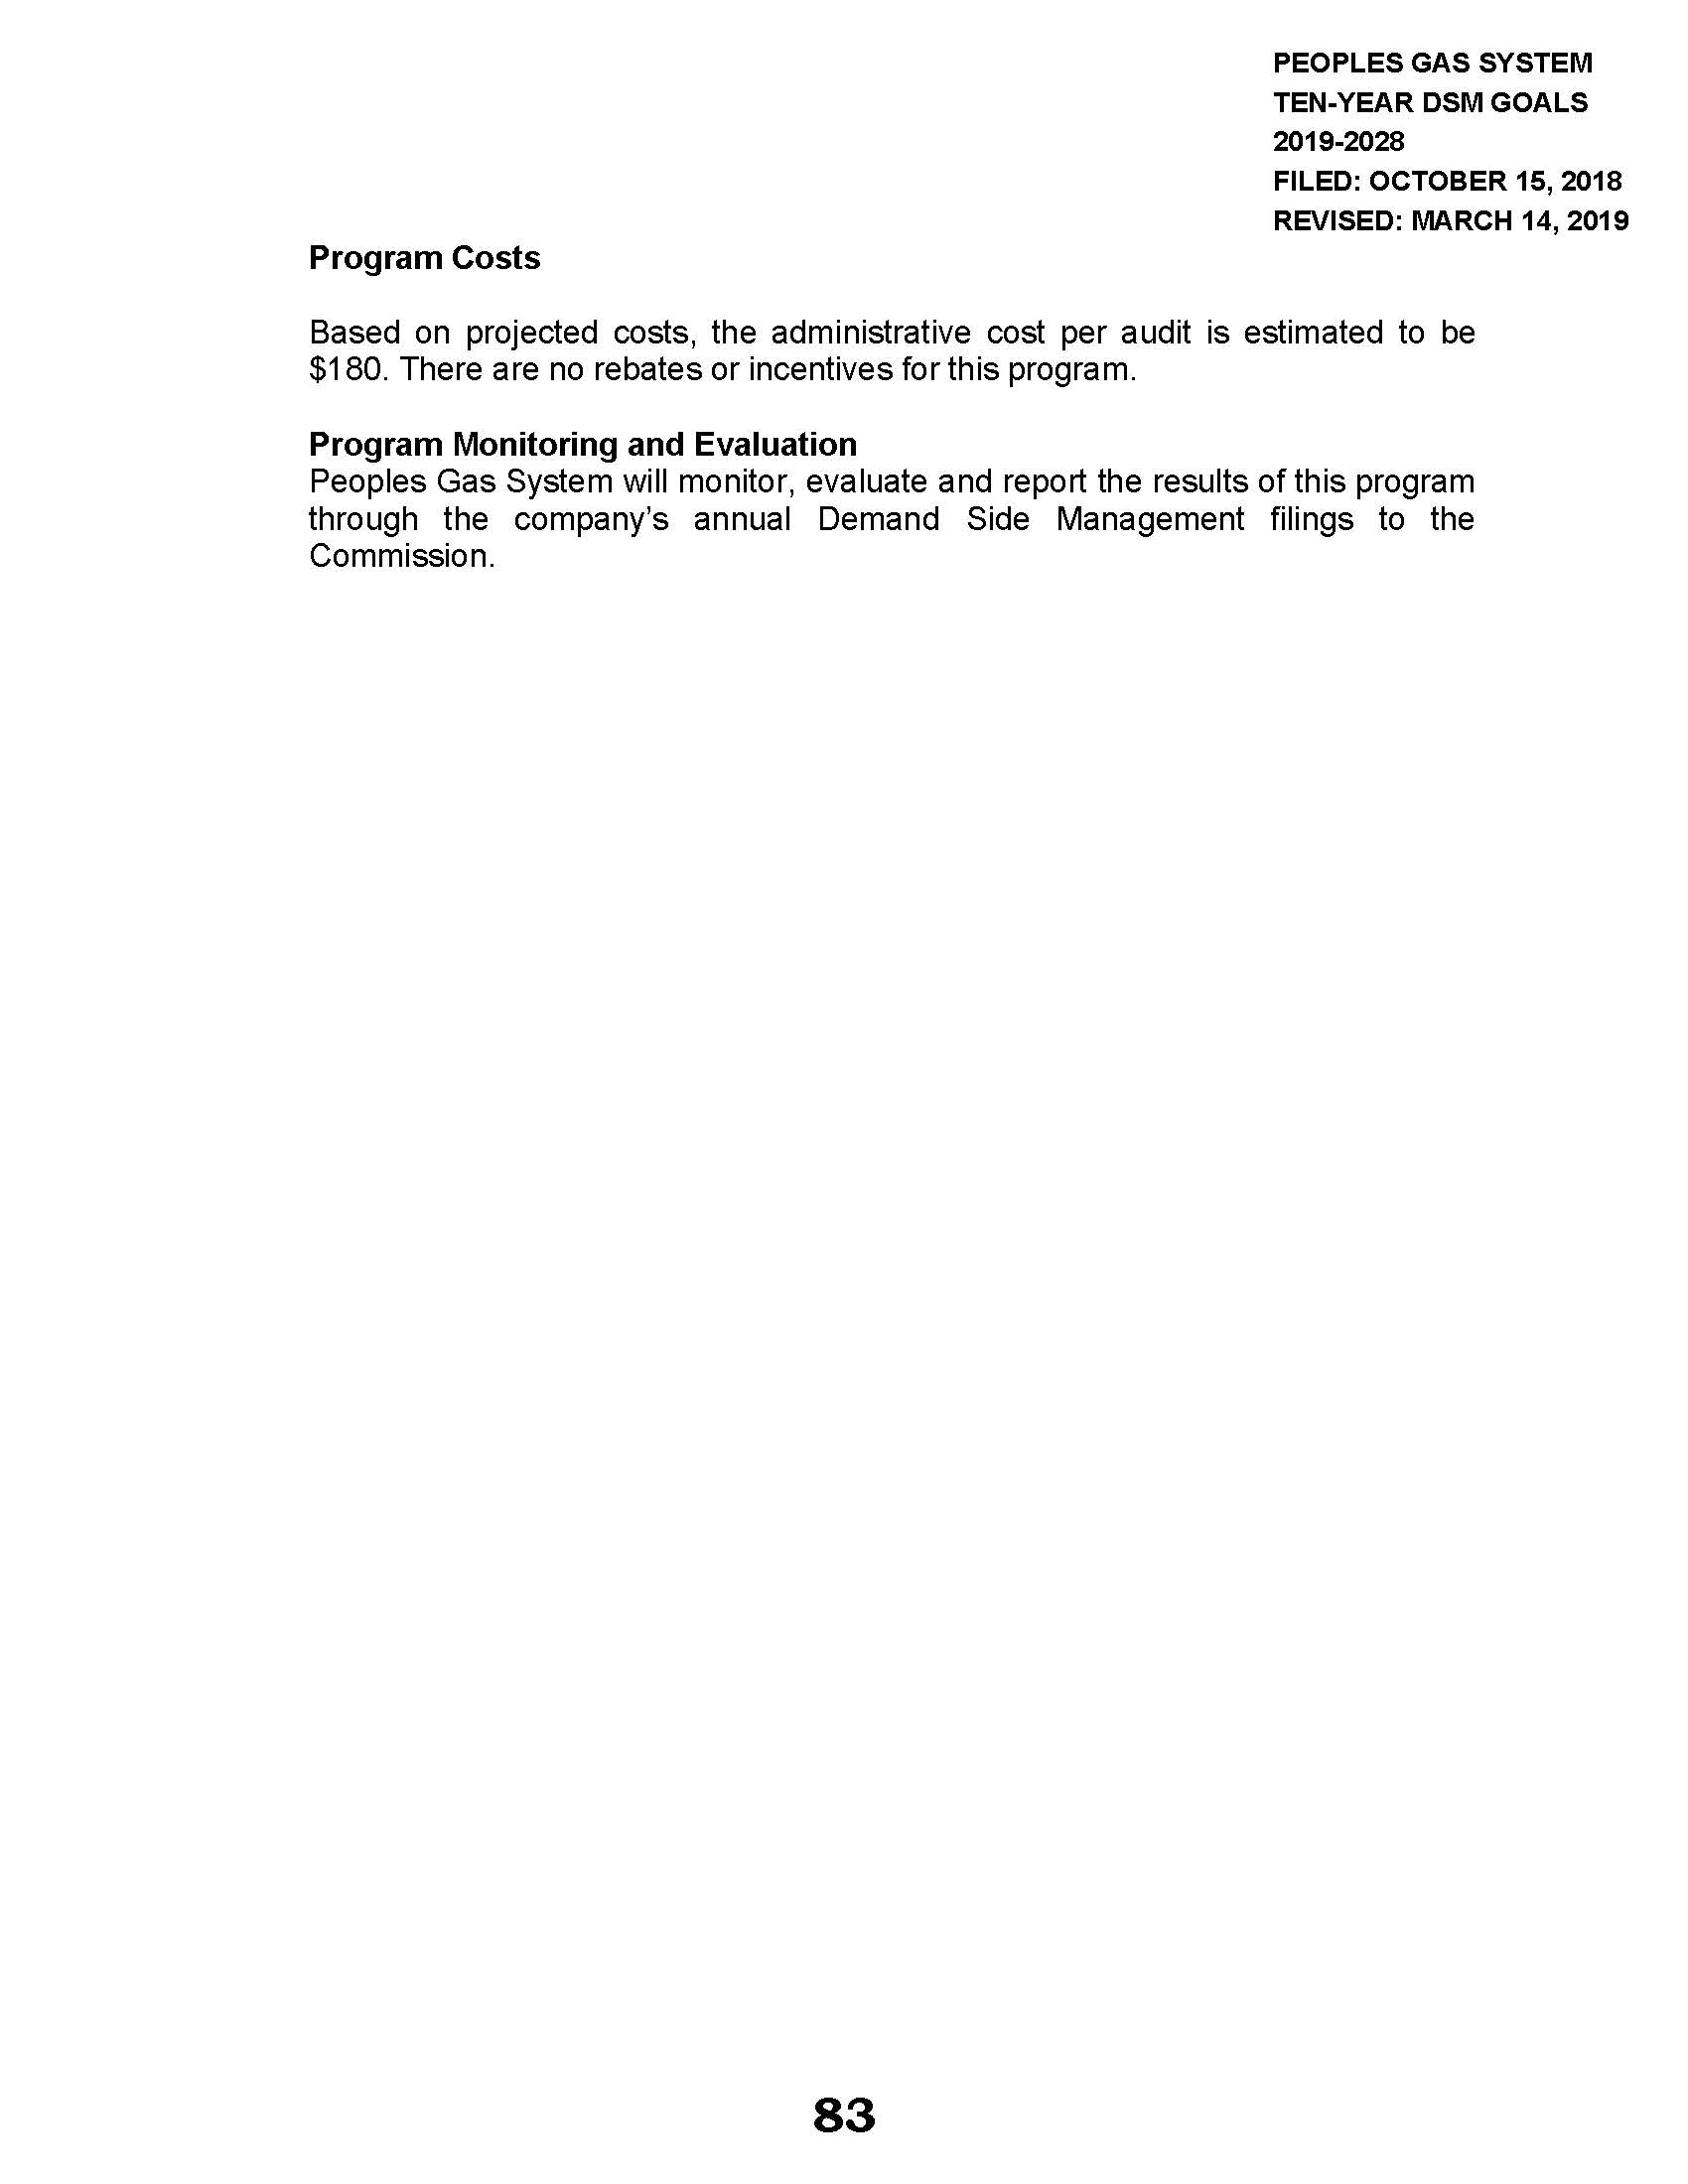 PEOPLES GAS SYSTEM
TEN-YEAR DSM GOALS
2019-2028
FILED: OCTOBER 15, 2018
REVISED: MARCH 14, 2019
Program Costs
Based on projected costs, the administrative cost per audit is estimated to be
$180. There are no rebates or incentives for this program.
Program Monitoring and Evaluation
Peoples Gas System will monitor, evaluate and report the results of this program
through the company’s annual Demand Side Management filings to the
Commission.
83